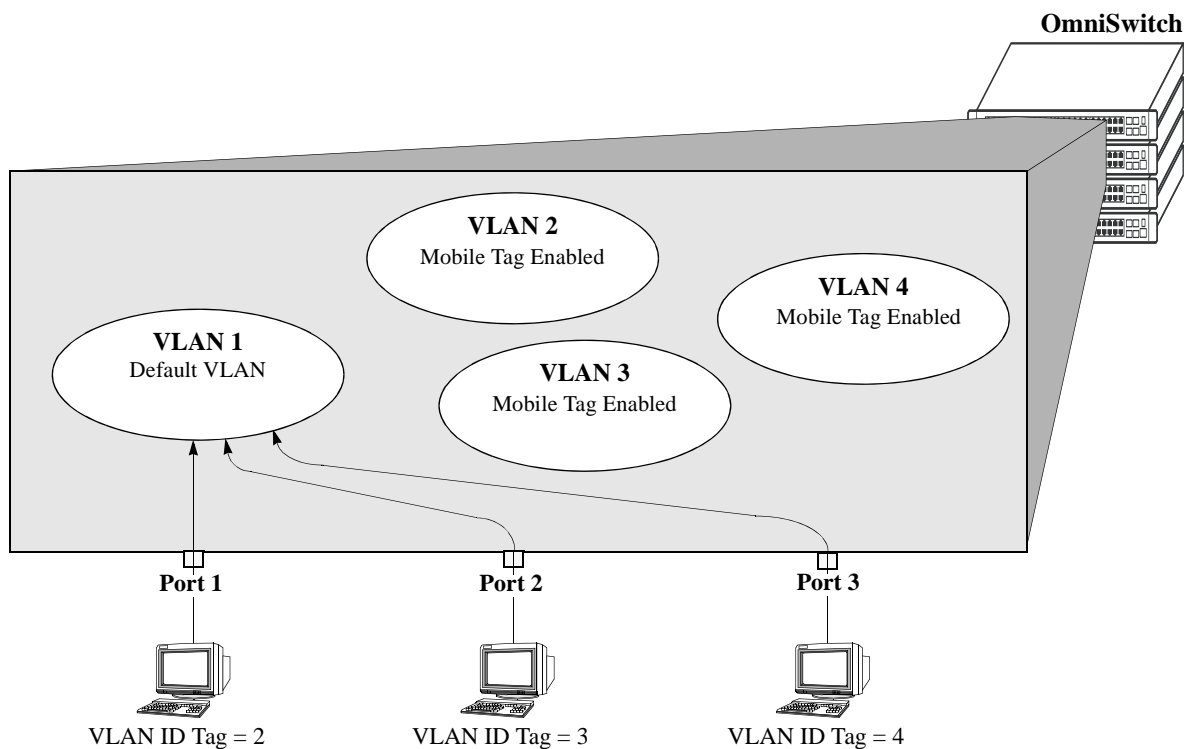 OmniSwitch
VLAN 2
Mobile Tag Enabled
VLAN 4
Mobile Tag Enabled
VLAN 1
Default VLAN
VLAN 3
Mobile Tag Enabled
Port 1
Port 2
Port 3
VLAN ID Tag = 2
VLAN ID Tag = 3
VLAN ID Tag = 4